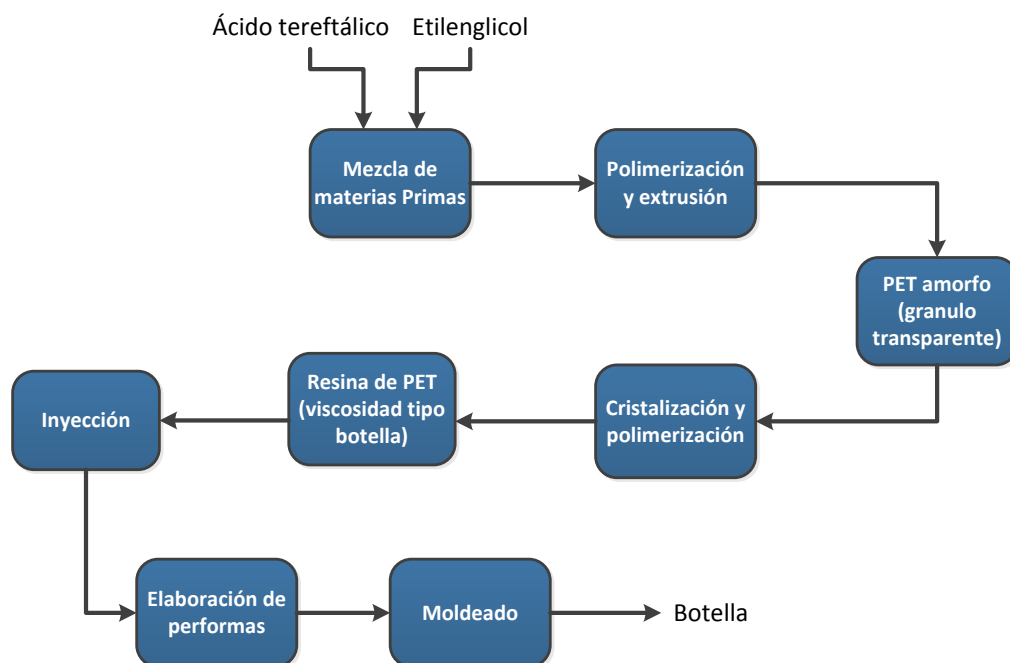 Ácido tereftálico
Etilenglicol
Mezcla de
materias Primas
Polimerización
y extrusión
PET amorfo
(granulo
transparente)
Cristalización y
polimerización
Resina de PET
(viscosidad tipo
botella)
Inyección
Elaboración de
performas
Moldeado
Botella